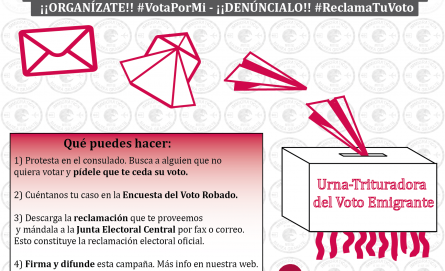 ¡¡ORGANÍZATE!! #VotaPorMi - ¡¡DENÚNCIALO!! #ReclamaTuVoto
Qué puedes hacer:
1) Protesta en el consulado. Busca a alguien que no
quiera votar y pídele que te ceda su voto.
2) Cuéntanos tu caso en la Encuesta del Voto Robado.
3) Descarga la reclamación que te proveemos
y mándala a la Junta Electoral Central por fax o correo.
Esto constituye la reclamación electoral oficial.
4) Firma y difunde esta campaña. Más info en nuestra web.
Urna-Trituradora
del Voto Emigrante